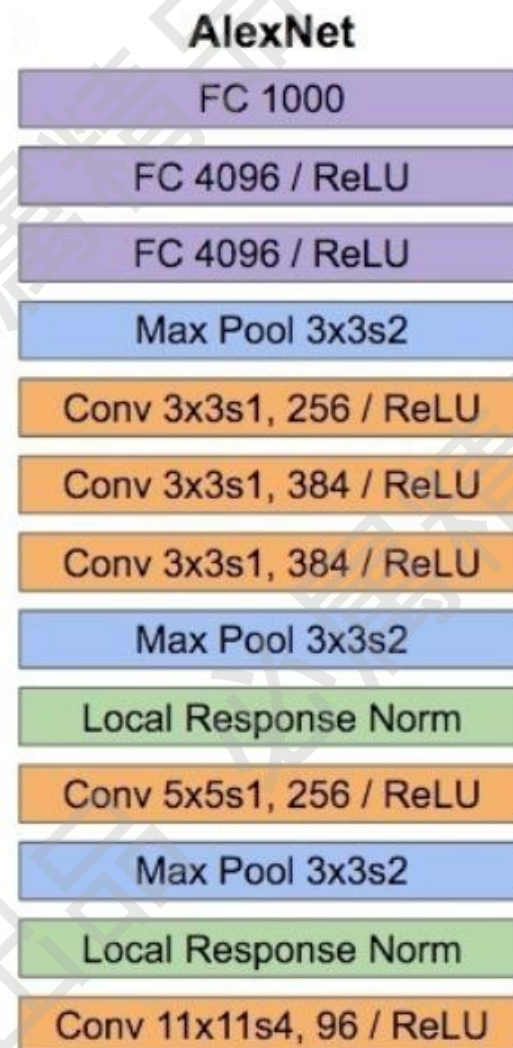 AlexNet
FC 1000
FC 4096 / ReLU
FC 4096 / ReLU
Max Pool 3x3s2
Conv 3x3s1, 256 / ReLU
Conv 3x3s1, 384 / ReLU
Conv 3x3s1, 384 / ReLU
Max Pool 3x3s2
Local Response Norm
Conv 5x5s1, 256 / ReLU
Max Pool 3x3s2
Local Response Norm
Conv 11x11s4, 96 / ReLU